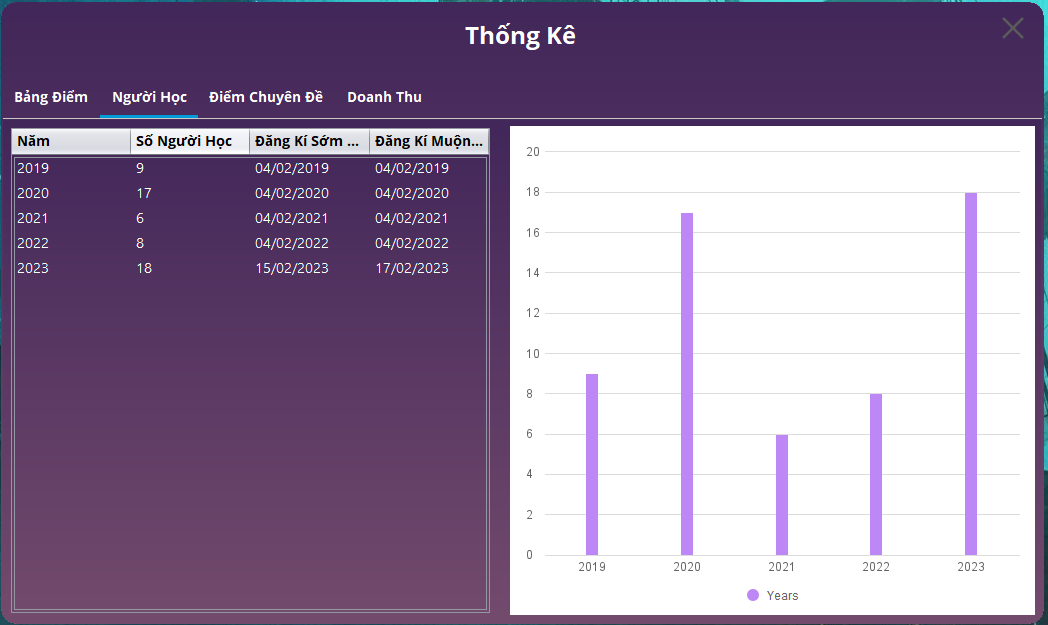 Thống Kê
Bảng Điểm Người Học Điểm Chuyên Đề Doanh Thu
Năm Số Người Học Đăng Kí Sớm ... Đăng Kí Muộn...
2019 9 04/02/2019 04/02/2019
2020 17 04/02/2020 04/02/2020
2021 6 04/02/2021 04/02/2021
2022 8 04/02/2022 04/02/2022
2023 18 15/02/2023 17/02/2023
20
18
16
14
12
10
8
6
4
2
0
2019 2020 2021 2022 2023
Years